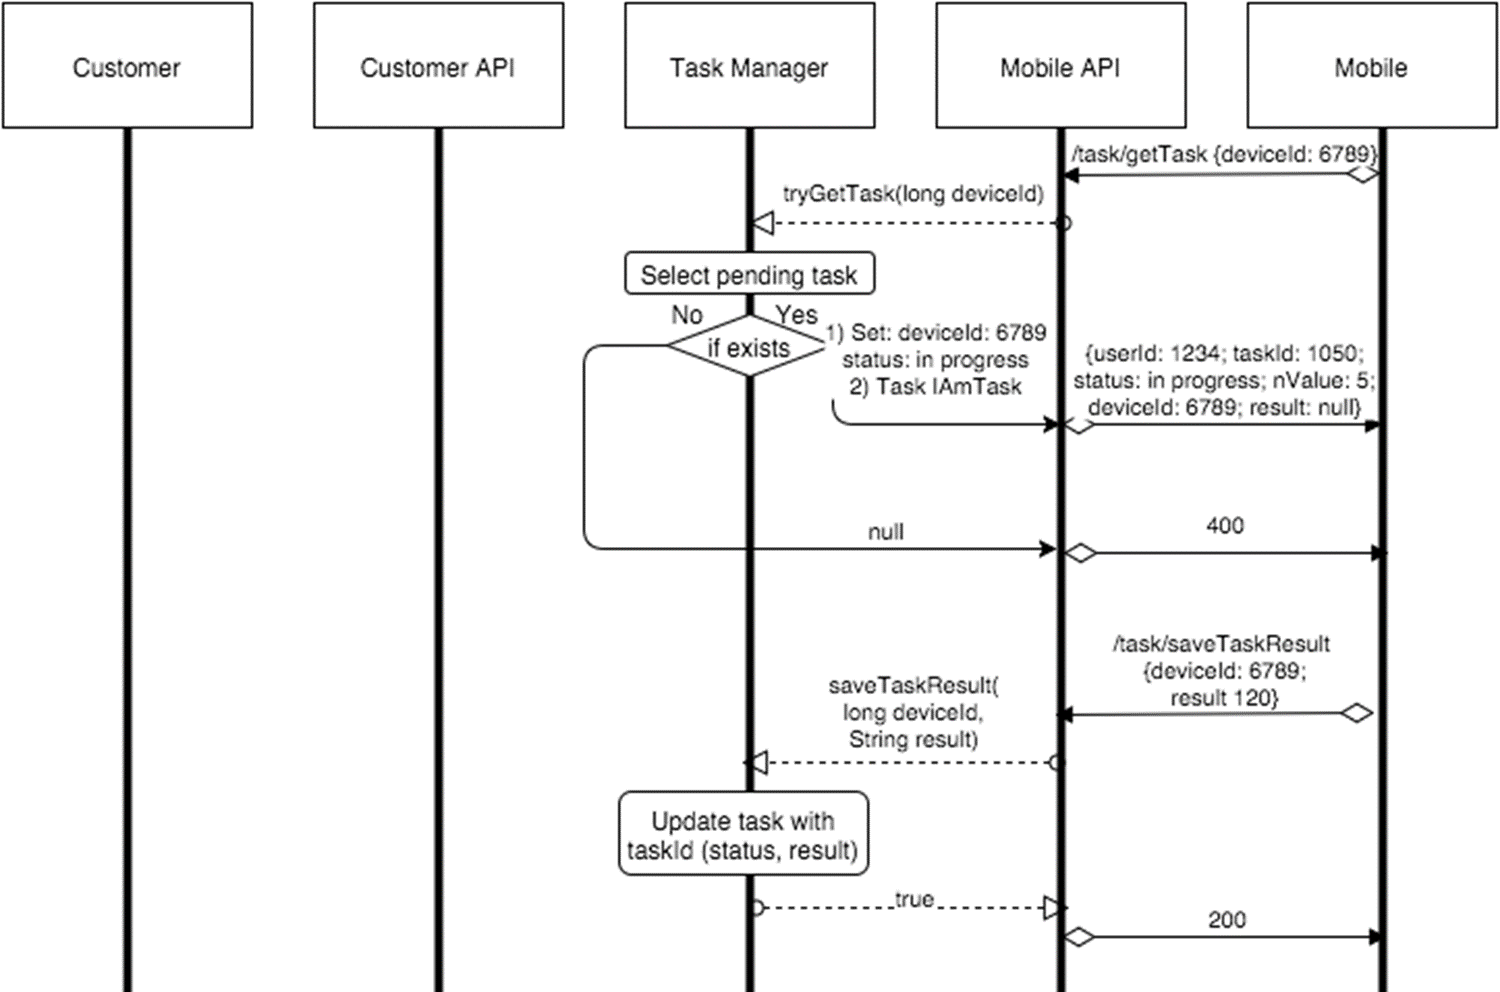 Customer
Customer API
Task Manager
Mobile API
Mobile
/task/getTask {deviceId: 6789}
tryGetTask(long deviceId)
Select pending task
No
Yes
if exists
1) Set: deviceId: 6789
status: in progress
2) Task IAmTask
{userId: 1234; taskId: 1050;
status: in progress; nValue: 5;
deviceId: 6789; result: null}
null
400
/task/saveTaskResult
{deviceId: 6789;
result 120}
saveTaskResult(
long deviceId,
String result)
Update task with
taskId (status, result)
true
200